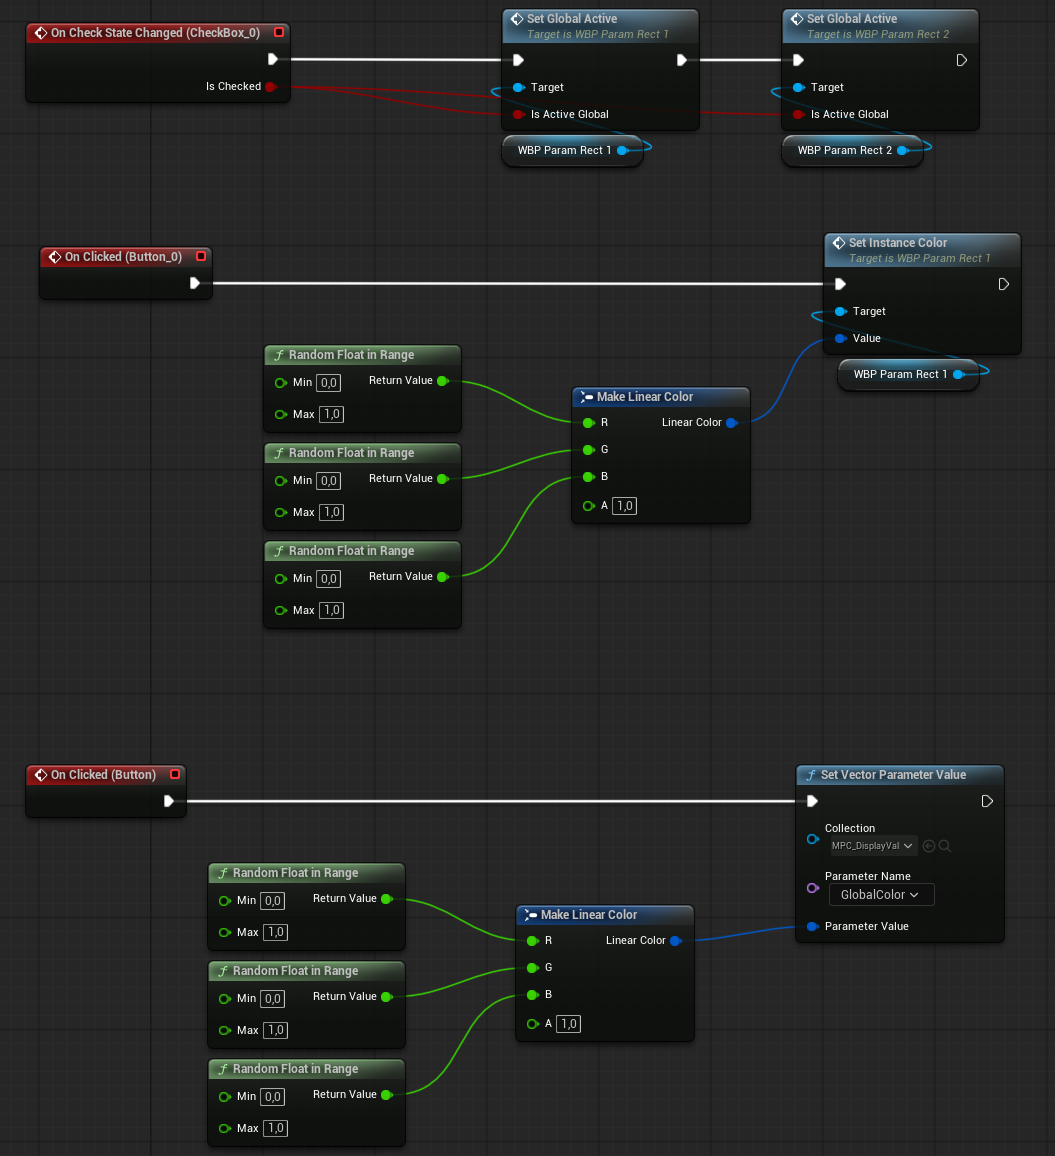 On Check State Changed (CheckBox_0)
Is Checked
Set Global Active
Target is WBP Param Rect 1
Target
Is Active Global
WBP Param Rect 1
Set Global Active
Target is WBP Param Rect 2
Target
Is Active Global
WBP Param Rect 2
On Clicked (Button_0)
Set Instance Color
Target is WBP Param Rect 1
Target
Value
WBP Param Rect 1
Random Float in Range
Min 0,0 Return Value
Max 1,0
Random Float in Range
Min 0,0 Return Value
Max 1,0
Random Float in Range
Min 0,0 Return Value
Max 1,0
Make Linear Color
R Linear Color
G
B
A 1,0
On Clicked (Button)
Set Vector Parameter Value
Collection
MPC_DisplayVal
Parameter Name
GlobalColor
Parameter Value
Random Float in Range
Min 0,0 Return Value
Max 1,0
Random Float in Range
Min 0,0 Return Value
Max 1,0
Random Float in Range
Min 0,0 Return Value
Max 1,0
Make Linear Color
R Linear Color
G
B
A 1,0